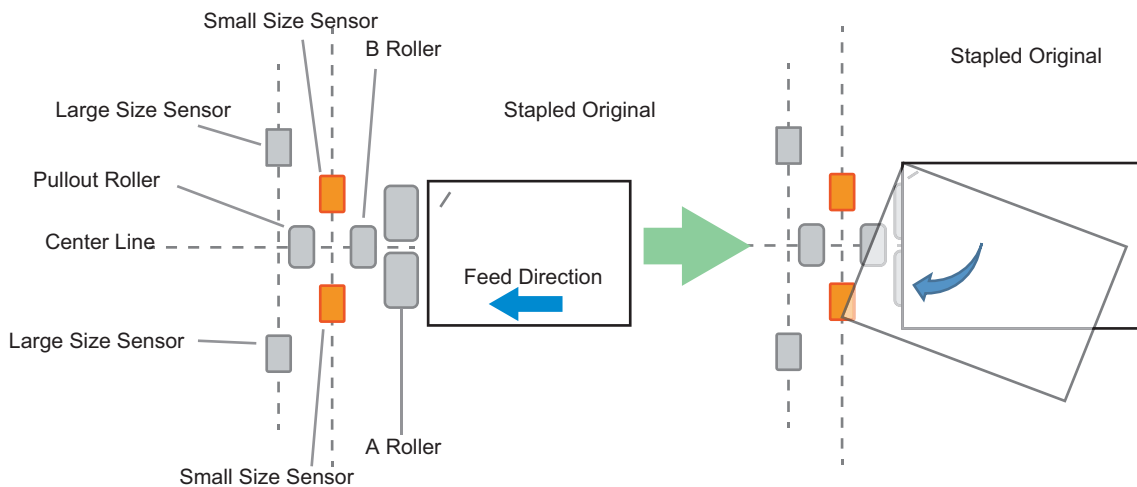 Small Size Sensor
B Roller
Stapled Original
Large Size Sensor
Stapled Original
Pullout Roller
Center Line
Feed Direction
Large Size Sensor
A Roller
Small Size Sensor